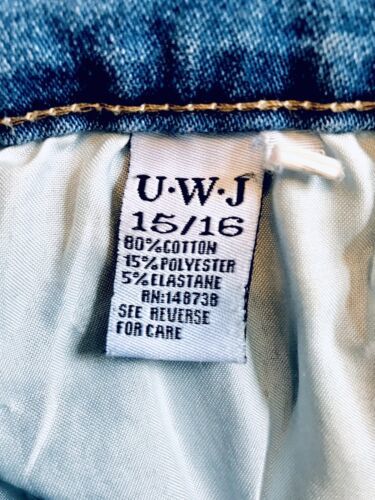 U·W·J
15/16
80%COTTON
15%POLYESTER
5%ELASTANE
RN:148738
SEE REVERSE
FOR CARE